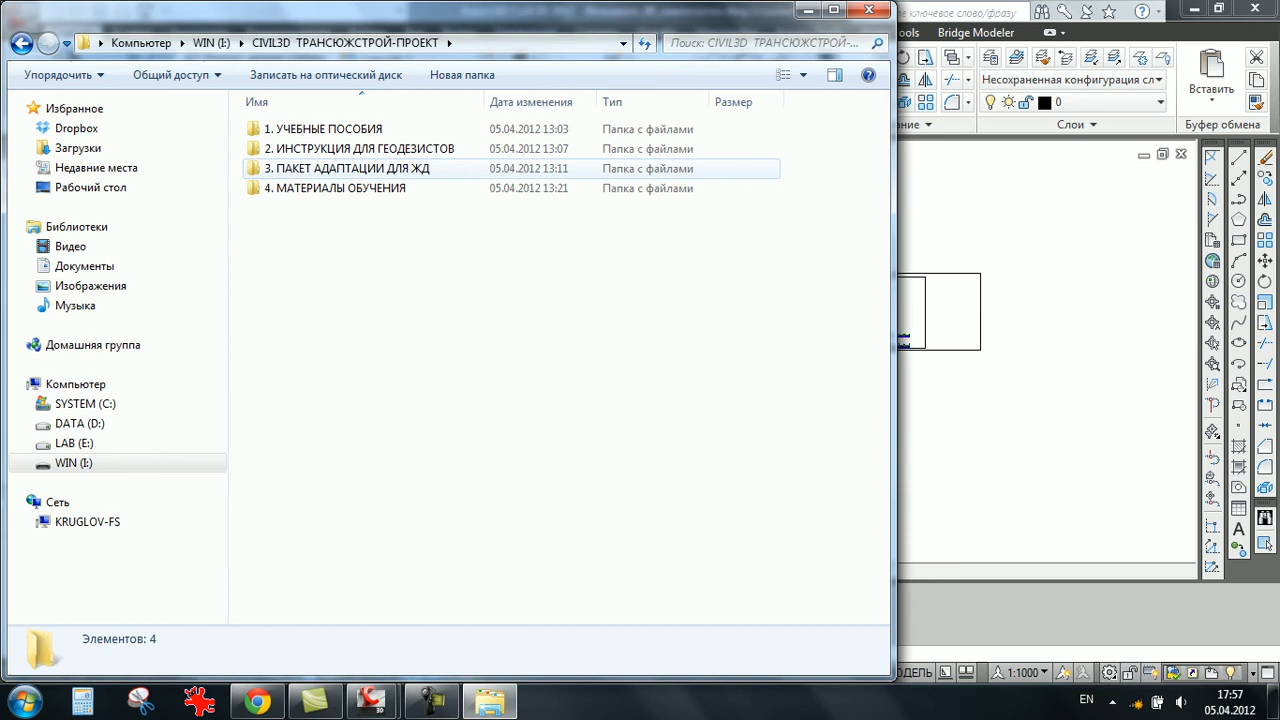 Компьютер ▸ WIN (I:) ▸ CIVIL3D ТРАНСЮЖСТРОЙ-ПРОЕКТ ▸
Поиск: CIVIL3D ТРАНСЮЖСТРОЙ-...
Упорядочить
Общий доступ
Записать на оптический диск
Новая папка
Избранное
Dropbox
Загрузки
Недавние места
Рабочий стол
Библиотеки
Видео
Документы
Изображения
Музыка
Домашняя группа
Компьютер
SYSTEM (C:)
DATA (D:)
LAB (E:)
WIN (I:)
Сеть
KRUGLOV-FS
Имя Дата изменения Тип Размер
1. УЧЕБНЫЕ ПОСОБИЯ 05.04.2012 13:03 Папка с файлами
2. ИНСТРУКЦИЯ ДЛЯ ГЕОДЕЗИСТОВ 05.04.2012 13:07 Папка с файлами
3. ПАКЕТ АДАПТАЦИИ ДЛЯ ЖД 05.04.2012 13:11 Папка с файлами
4. МАТЕРИАЛЫ ОБУЧЕНИЯ 05.04.2012 13:21 Папка с файлами
Элементов: 4
ключевое слово/фразу
ools Bridge Modeler
Несохраненная конфигурация сл
0
Вставить
ание
Слои
Буфер обмена
A
ОДЕЛЬ
1:1000
EN
17:57
05.04.2012